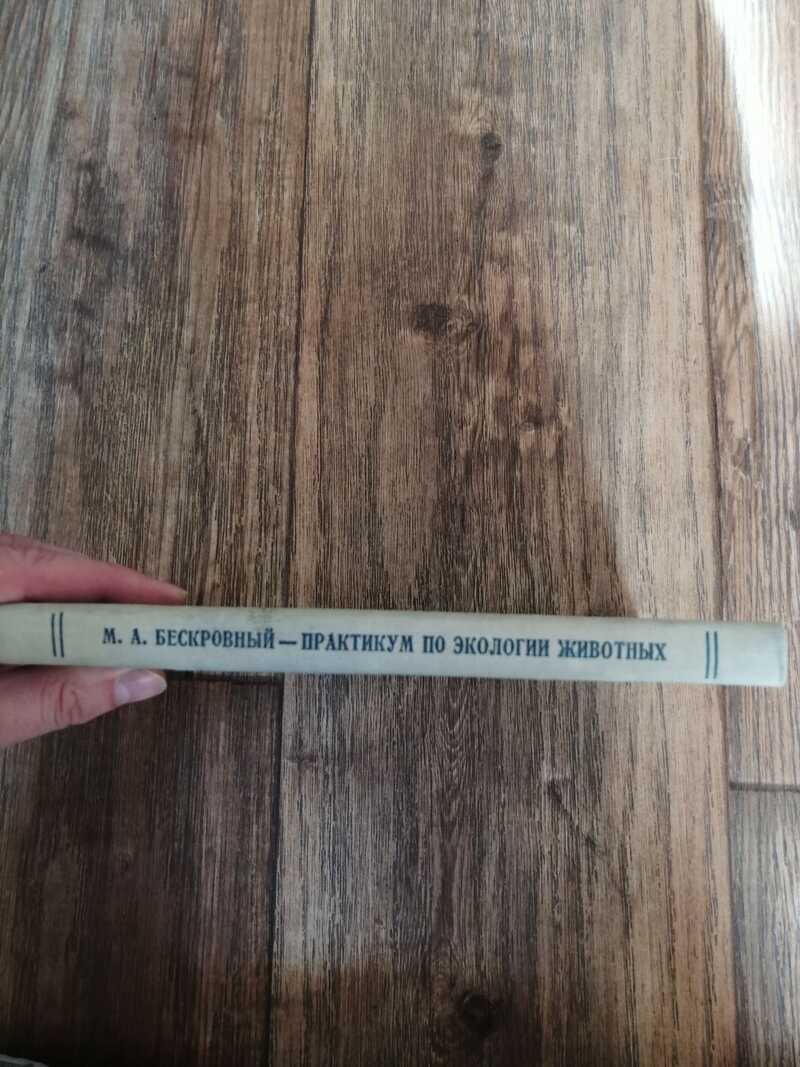 М. А. БЕСКРОВНЫЙ — ПРАКТИКУМ ПО ЭКОЛОГИИ ЖИВОТНЫХ